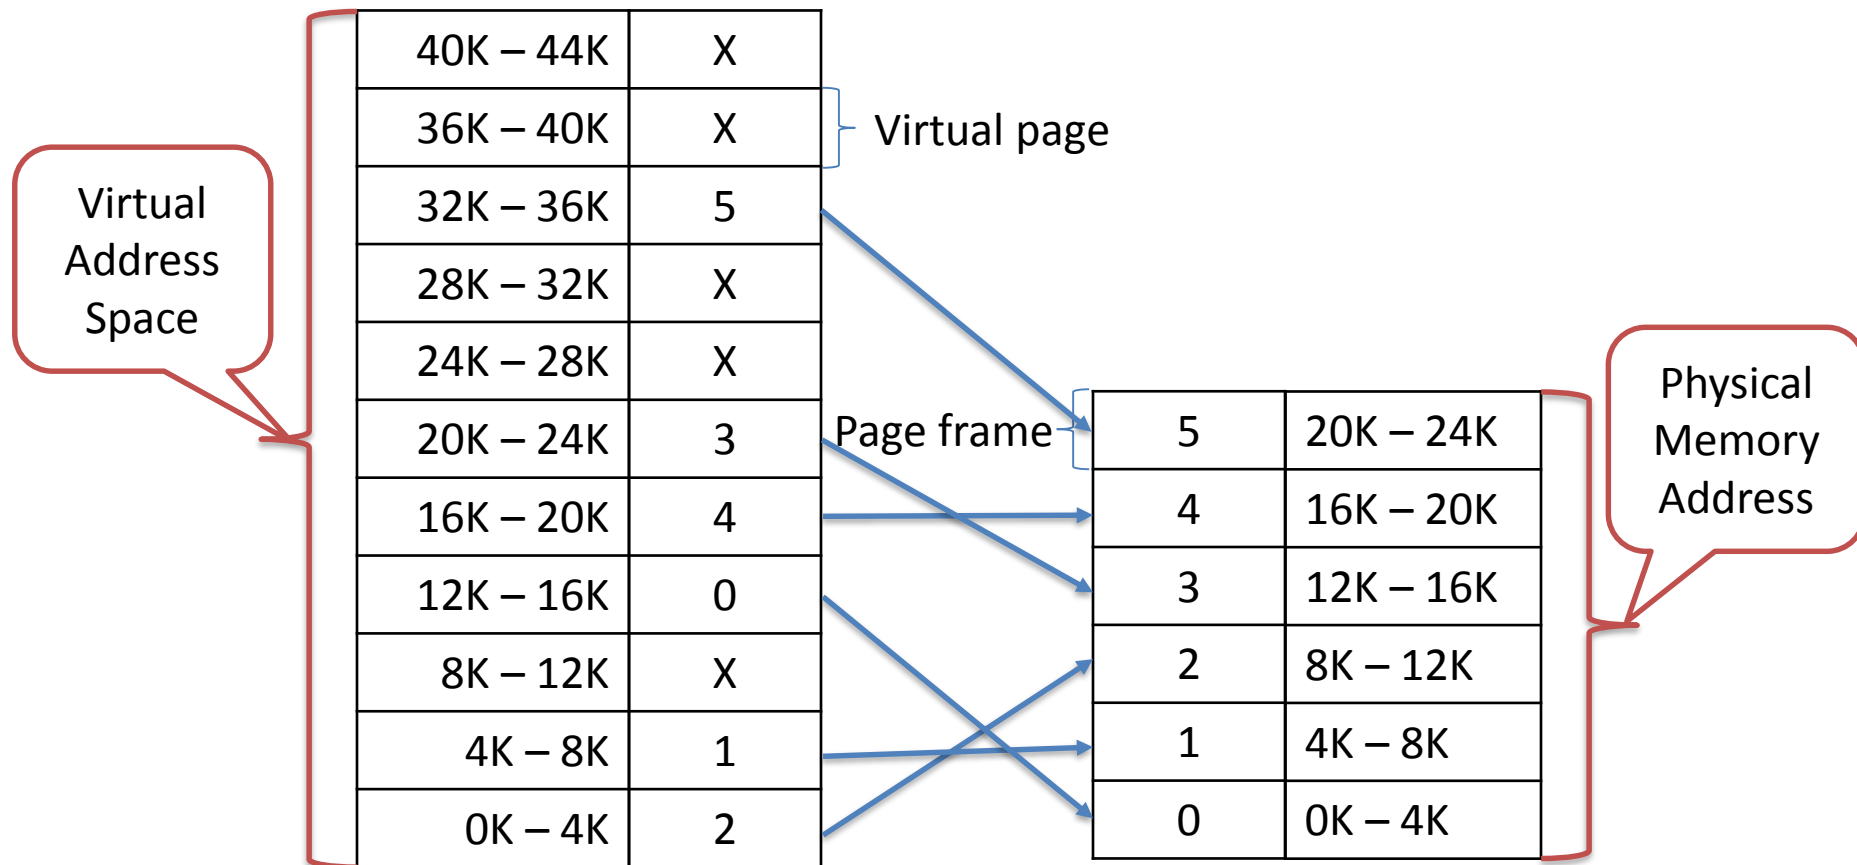 Virtual
Address
Space
40K – 44K X
36K – 40K X
32K – 36K 5
28K – 32K X
24K – 28K X
20K – 24K 3
16K – 20K 4
12K – 16K 0
8K – 12K X
4K – 8K 1
0K – 4K 2
Virtual page
Page frame
5 20K – 24K
4 16K – 20K
3 12K – 16K
2 8K – 12K
1 4K – 8K
0 0K – 4K
Physical
Memory
Address